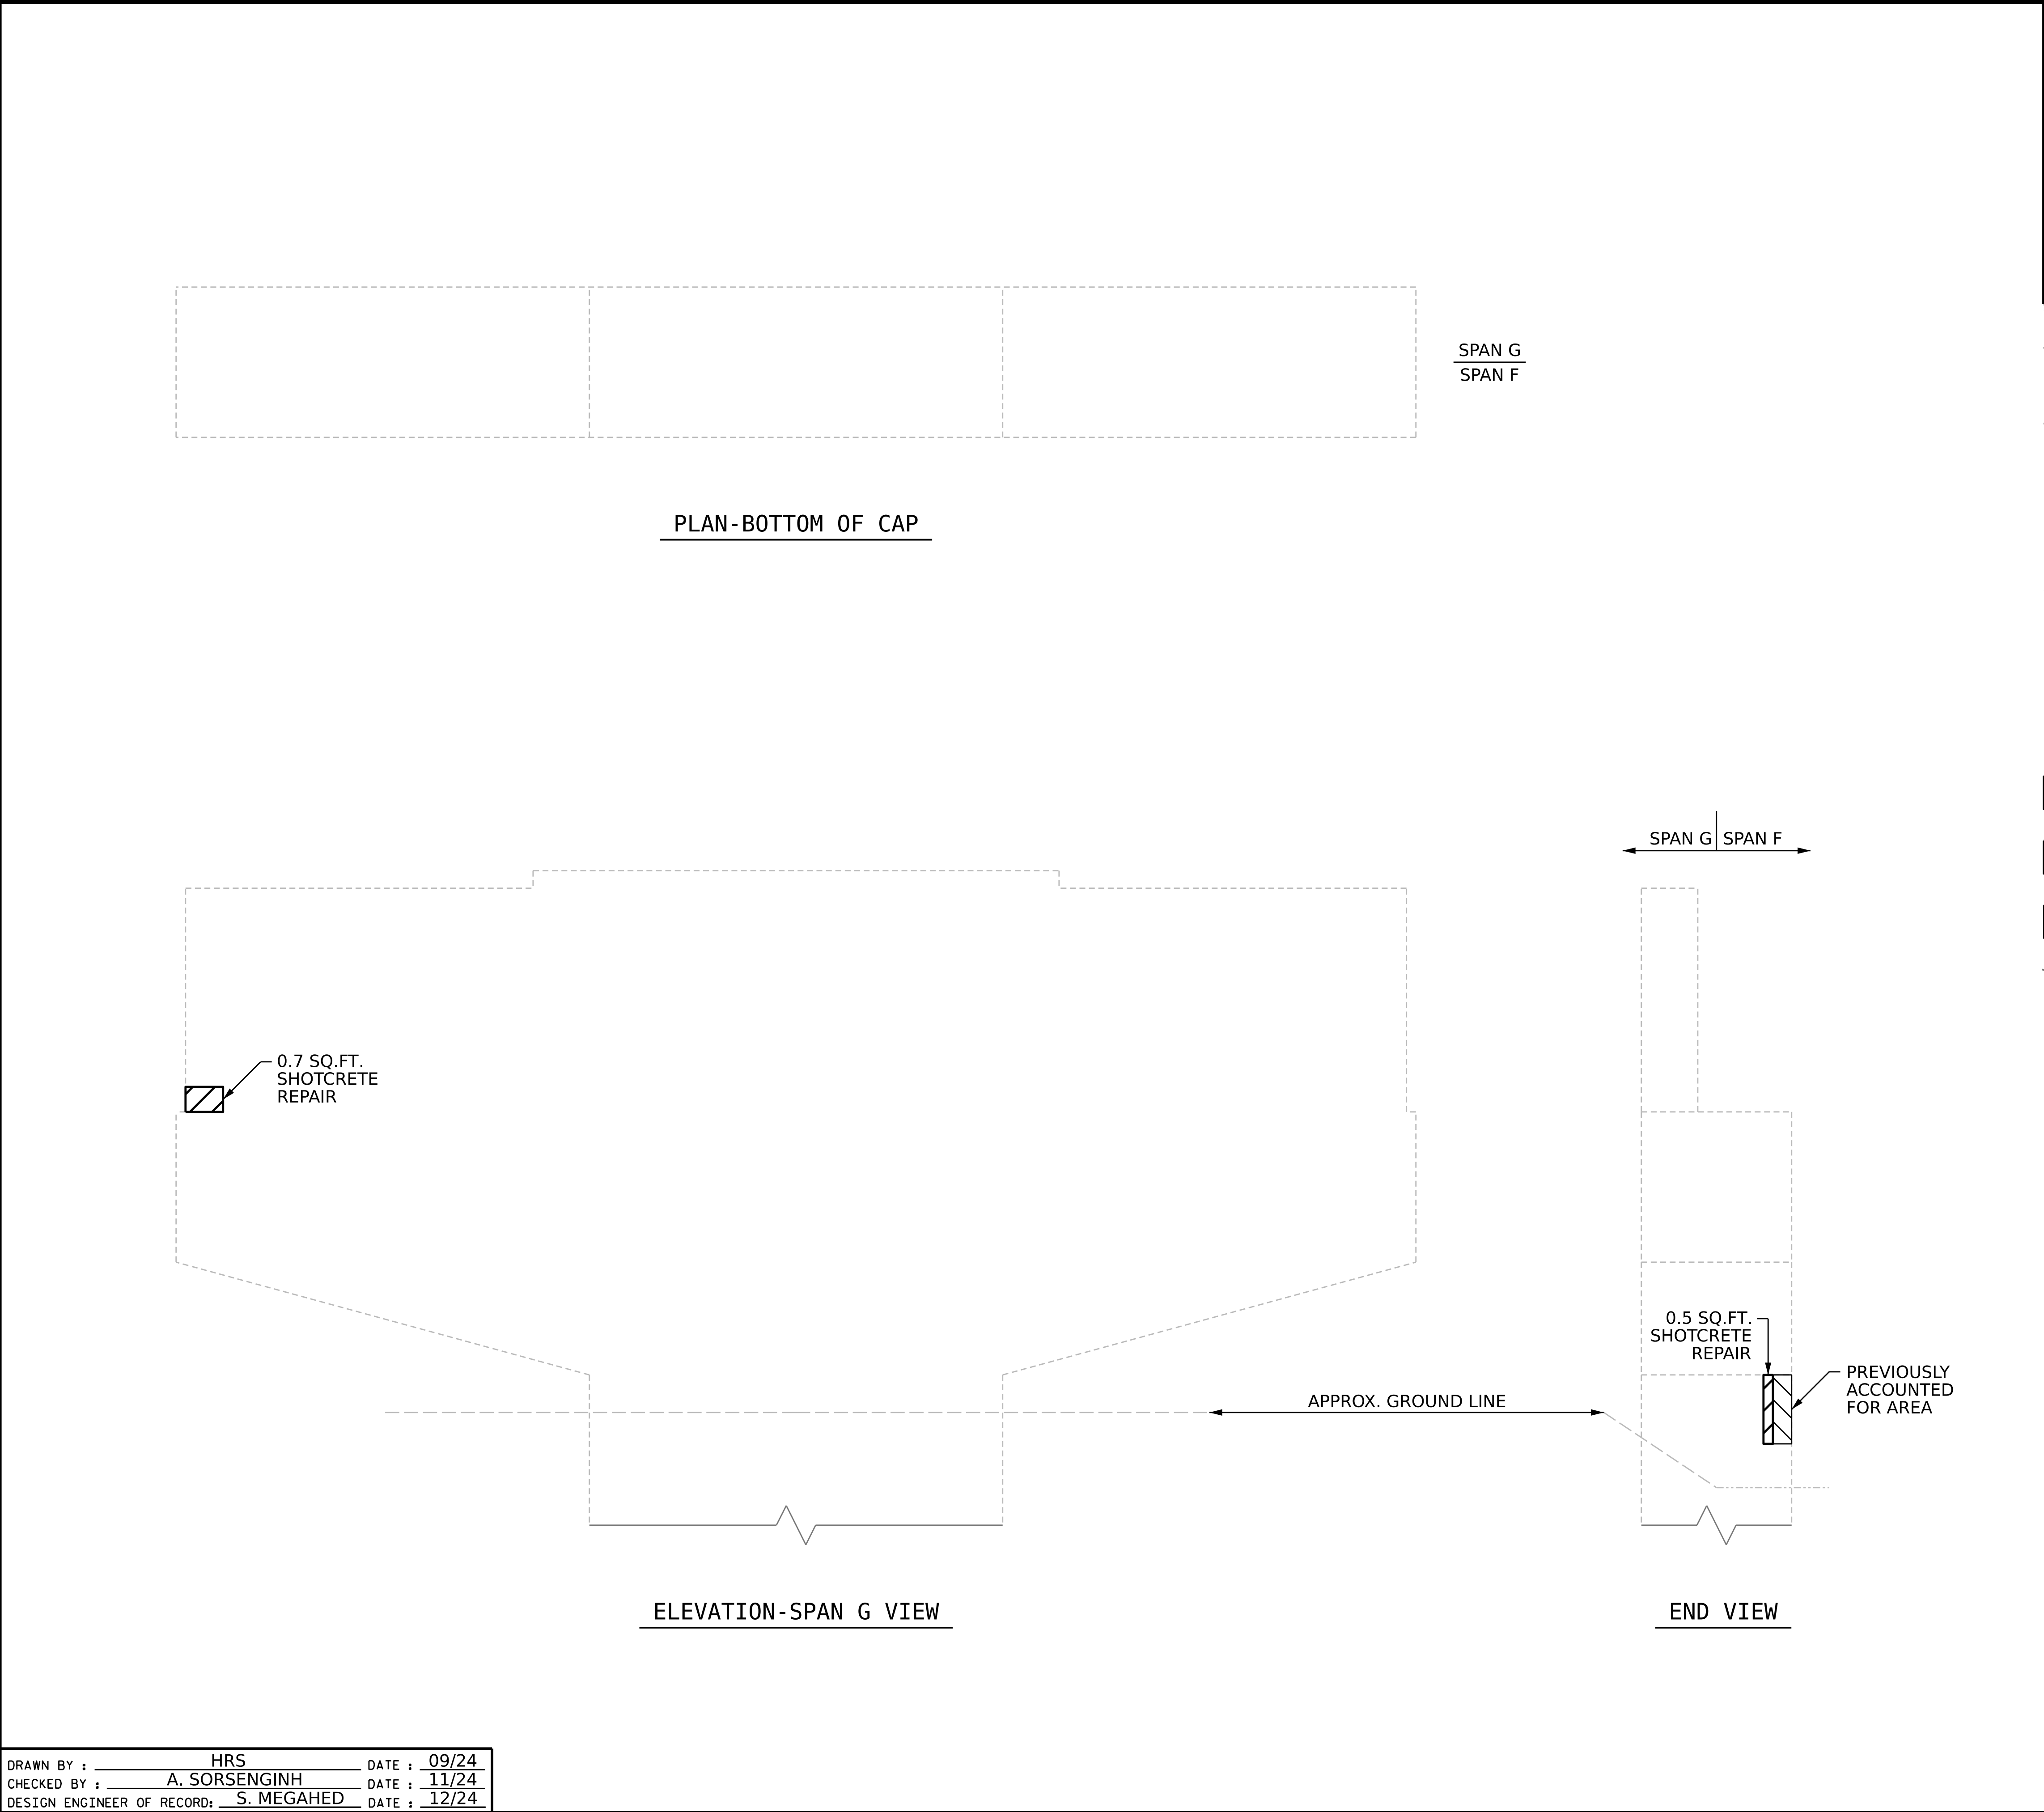 SPAN G
SPAN F
PLAN-BOTTOM OF CAP
SPAN G SPAN F
0.7 SQ.FT.
SHOTCRETE
REPAIR
0.5 SQ.FT.
SHOTCRETE
REPAIR
PREVIOUSLY
ACCOUNTED
FOR AREA
APPROX. GROUND LINE
ELEVATION-SPAN G VIEW
END VIEW
DRAWN BY : HRS DATE : 09/24
CHECKED BY : A. SORSENGINH DATE : 11/24
DESIGN ENGINEER OF RECORD: S. MEGAHED DATE : 12/24